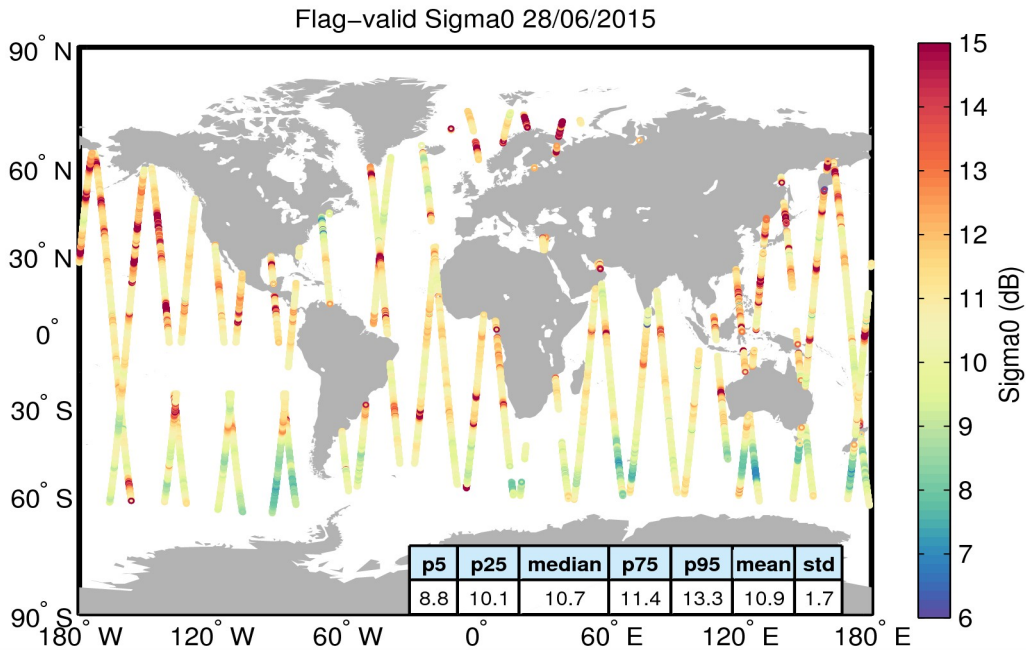 Flag−valid Sigma0 28/06/2015
90° N
60° N
30° N
0°
30° S
60° S
90° S
180° W
120° W
60° W
0°
60° E
120° E
180° E
15
14
13
12
11
10
9
8
7
6
Sigma0 (dB)
p5 p25 median p75 p95 mean std
8.8 10.1 10.7 11.4 13.3 10.9 1.7